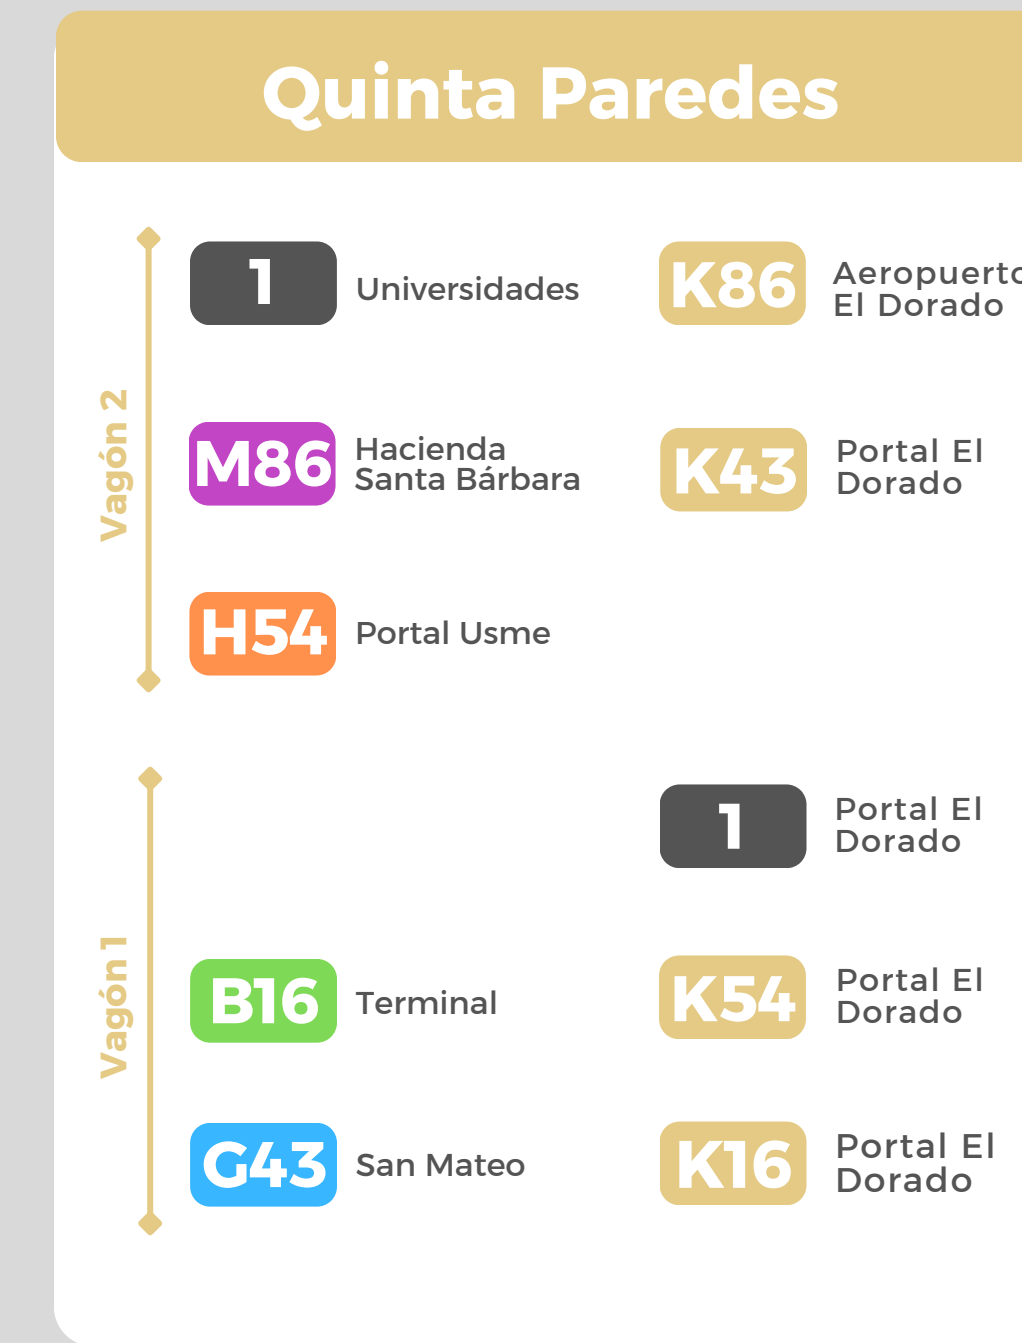 Quinta Paredes
Vagón 2
1
Universidades
K86
Aeropuerto
El Dorado
M86
Hacienda
Santa Bárbara
K43
Portal El
Dorado
H54
Portal Usme
Vagón 1
1
Portal El
Dorado
B16
Terminal
K54
Portal El
Dorado
G43
San Mateo
K16
Portal El
Dorado